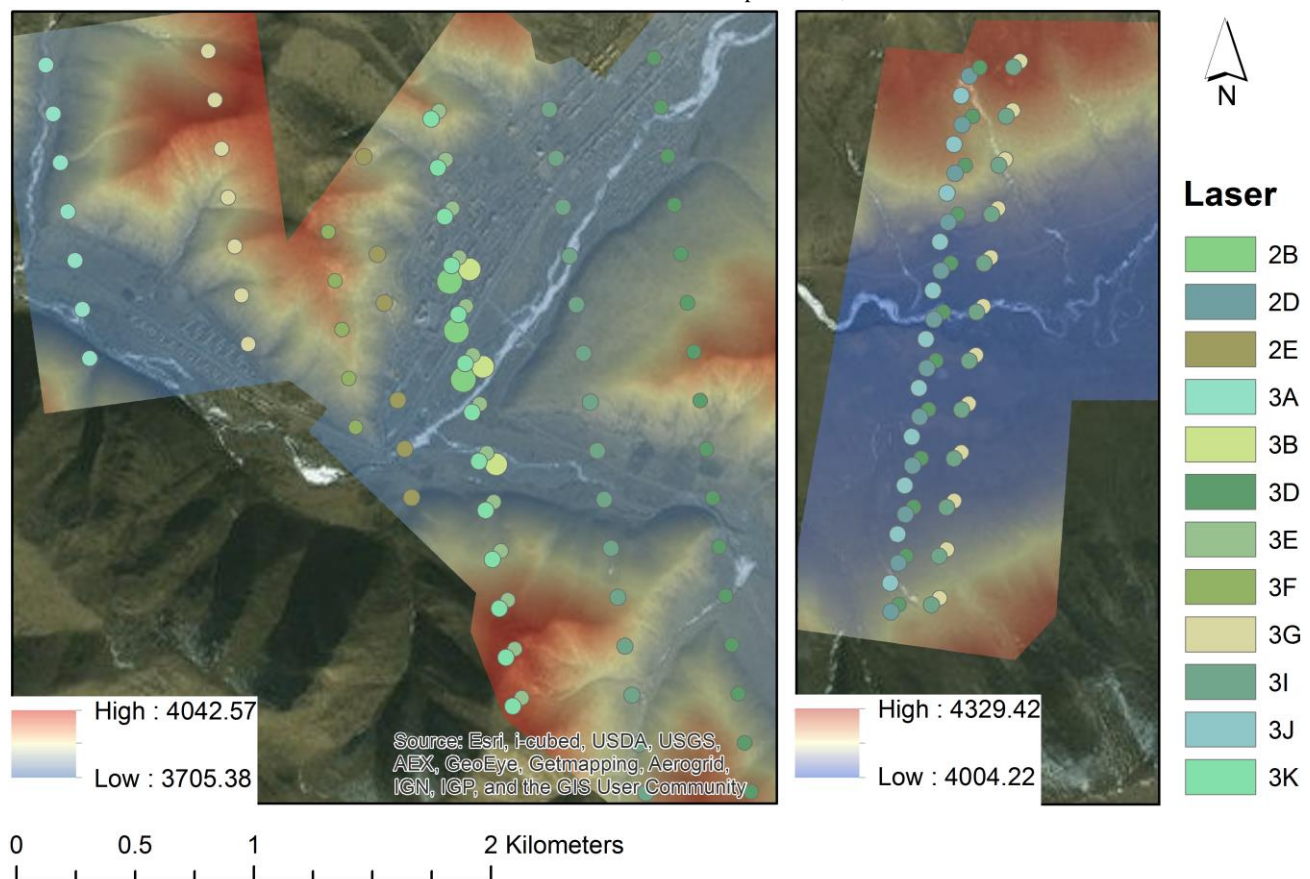 N
Laser
2B
2D
2E
3A
3B
3D
3E
3F
3G
3I
3J
3K
High : 4042.57
Low : 3705.38
Source: Esri, i-cubed, USDA, USGS,
AEX, GeoEye, Getmapping, Aerogrid,
IGN, IGP, and the GIS User Community
High : 4329.42
Low : 4004.22
0 0.5 1 2 Kilometers